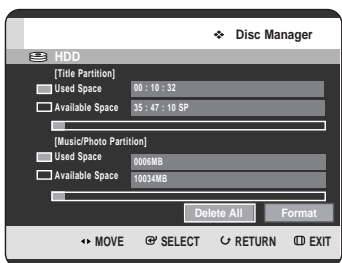 ❖ Disc Manager
HDD
[Title Partition]
Used Space 00 : 10 : 32
Available Space 35 : 47 : 10 SP
[Music/Photo Partition]
Used Space 0006MB
Available Space 10034MB
Delete All Format
MOVE SELECT RETURN EXIT